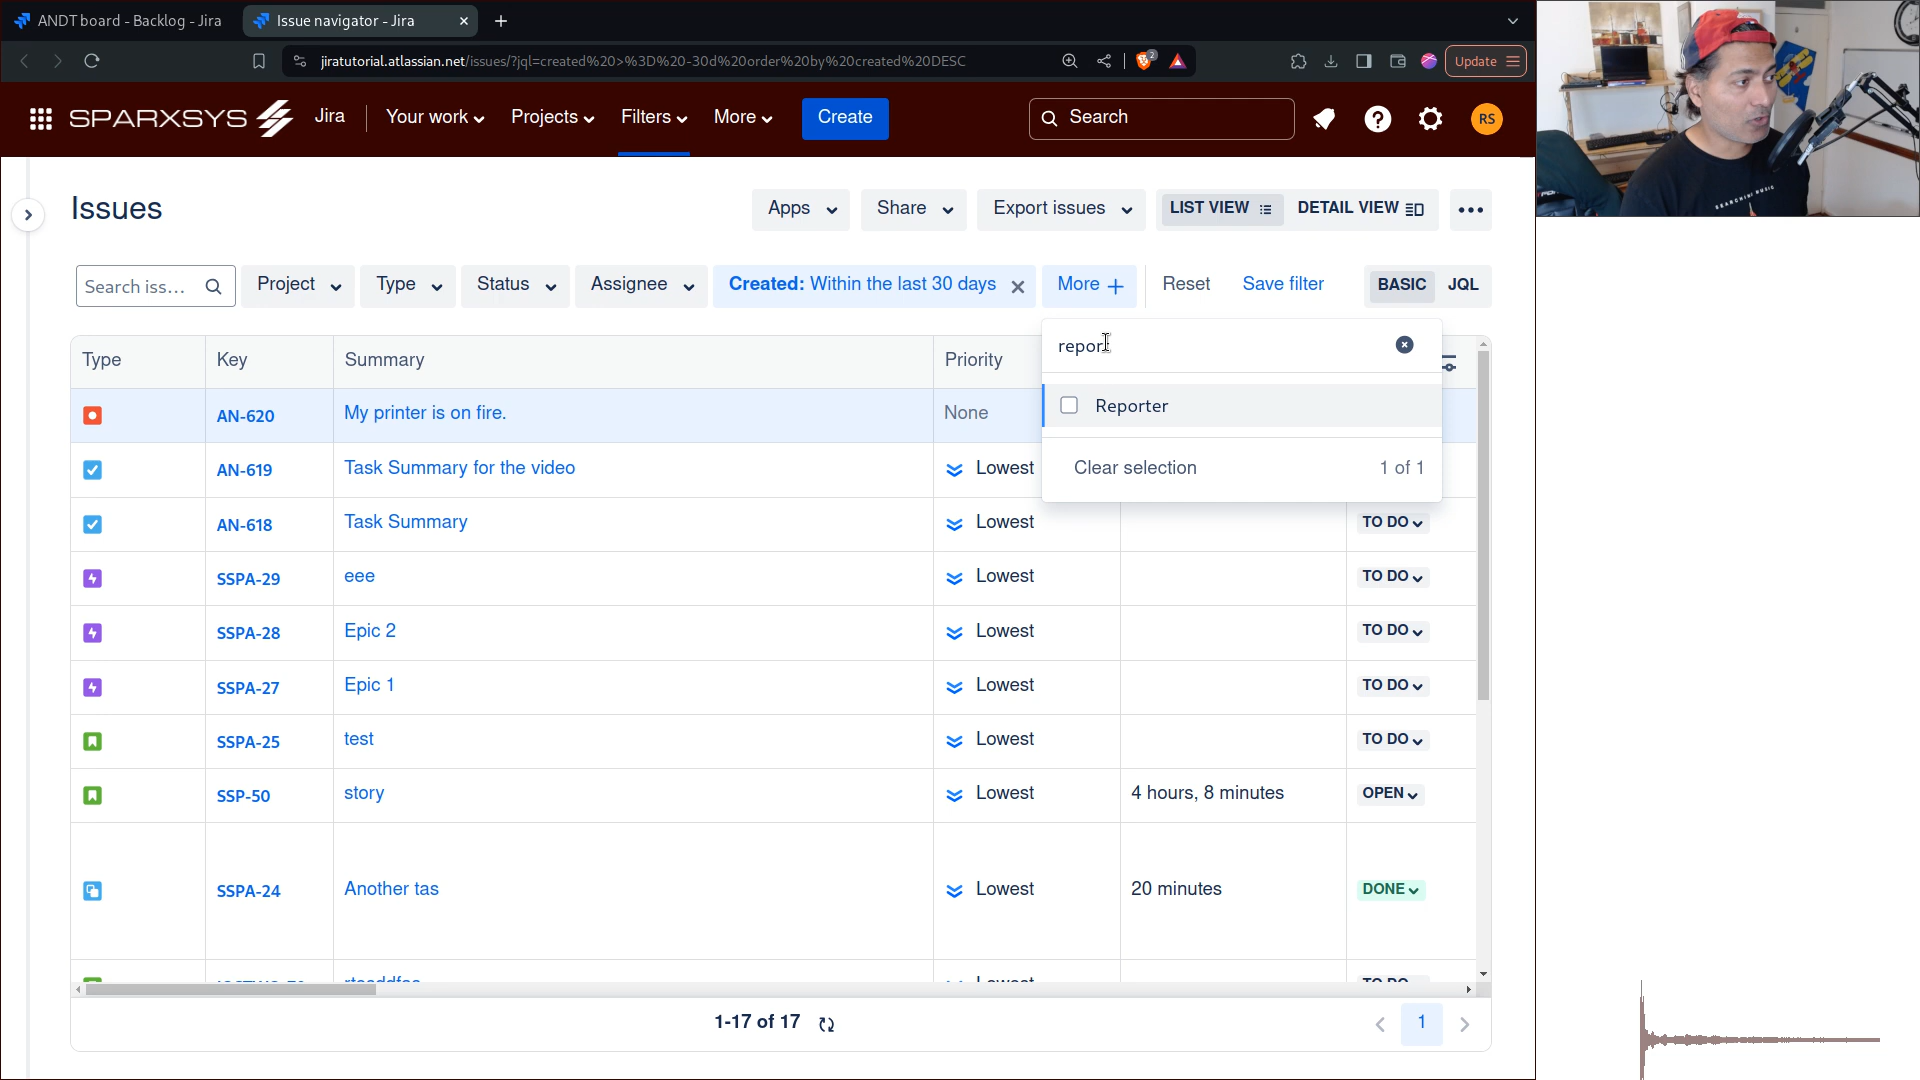 ANDT board - Backlog - Jira
Issue navigator - Jira
jiratutorial.atlassian.net/issues/?jql=created%20>%3D%20-30d%20order%20by%20created%20DESC
2
Update
SPARXSYS
Jira
Your work
Projects
Filters
More
Create
Search
RS
Issues
Apps
Share
Export issues
LIST VIEW
DETAIL VIEW
Search iss...
Project
Type
Status
Assignee
Created: Within the last 30 days
More
Reset
Save filter
BASIC
JQL
report
Reporter
Clear selection
1 of 1
Type Key Summary Priority
AN-620 My printer is on fire. None
AN-619 Task Summary for the video Lowest
AN-618 Task Summary Lowest TO DO
SSPA-29 eee Lowest TO DO
SSPA-28 Epic 2 Lowest TO DO
SSPA-27 Epic 1 Lowest TO DO
SSPA-25 test Lowest TO DO
SSP-50 story Lowest 4 hours, 8 minutes OPEN
SSPA-24 Another tas Lowest 20 minutes DONE
Lowest TO DO
1-17 of 17
1